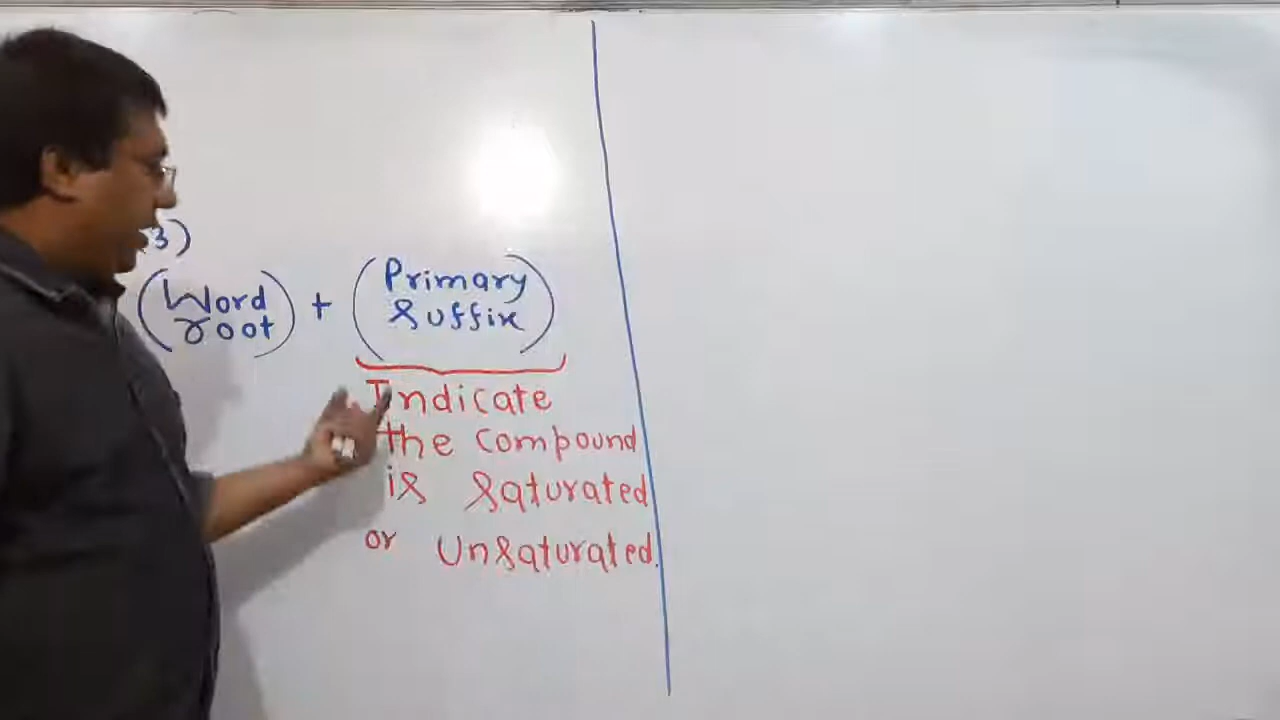 3)
(Word root) + (Primary Suffix)
Indicate
the compound
is saturated
or unsaturated.